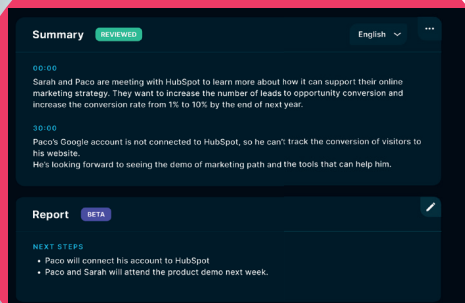 Summary REVIEWED English
00:00
Sarah and Paco are meeting with HubSpot to learn more about how it can support their online
marketing strategy. They want to increase the number of leads to opportunity conversion and
increase the conversion rate from 1% to 10% by the end of next year.
30:00
Paco's Google account is not connected to HubSpot, so he can't track the conversion of visitors to
his website.
He's looking forward to seeing the demo of marketing path and the tools that can help him.
Report BETA
NEXT STEPS
• Paco will connect his account to HubSpot
• Paco and Sarah will attend the product demo next week.